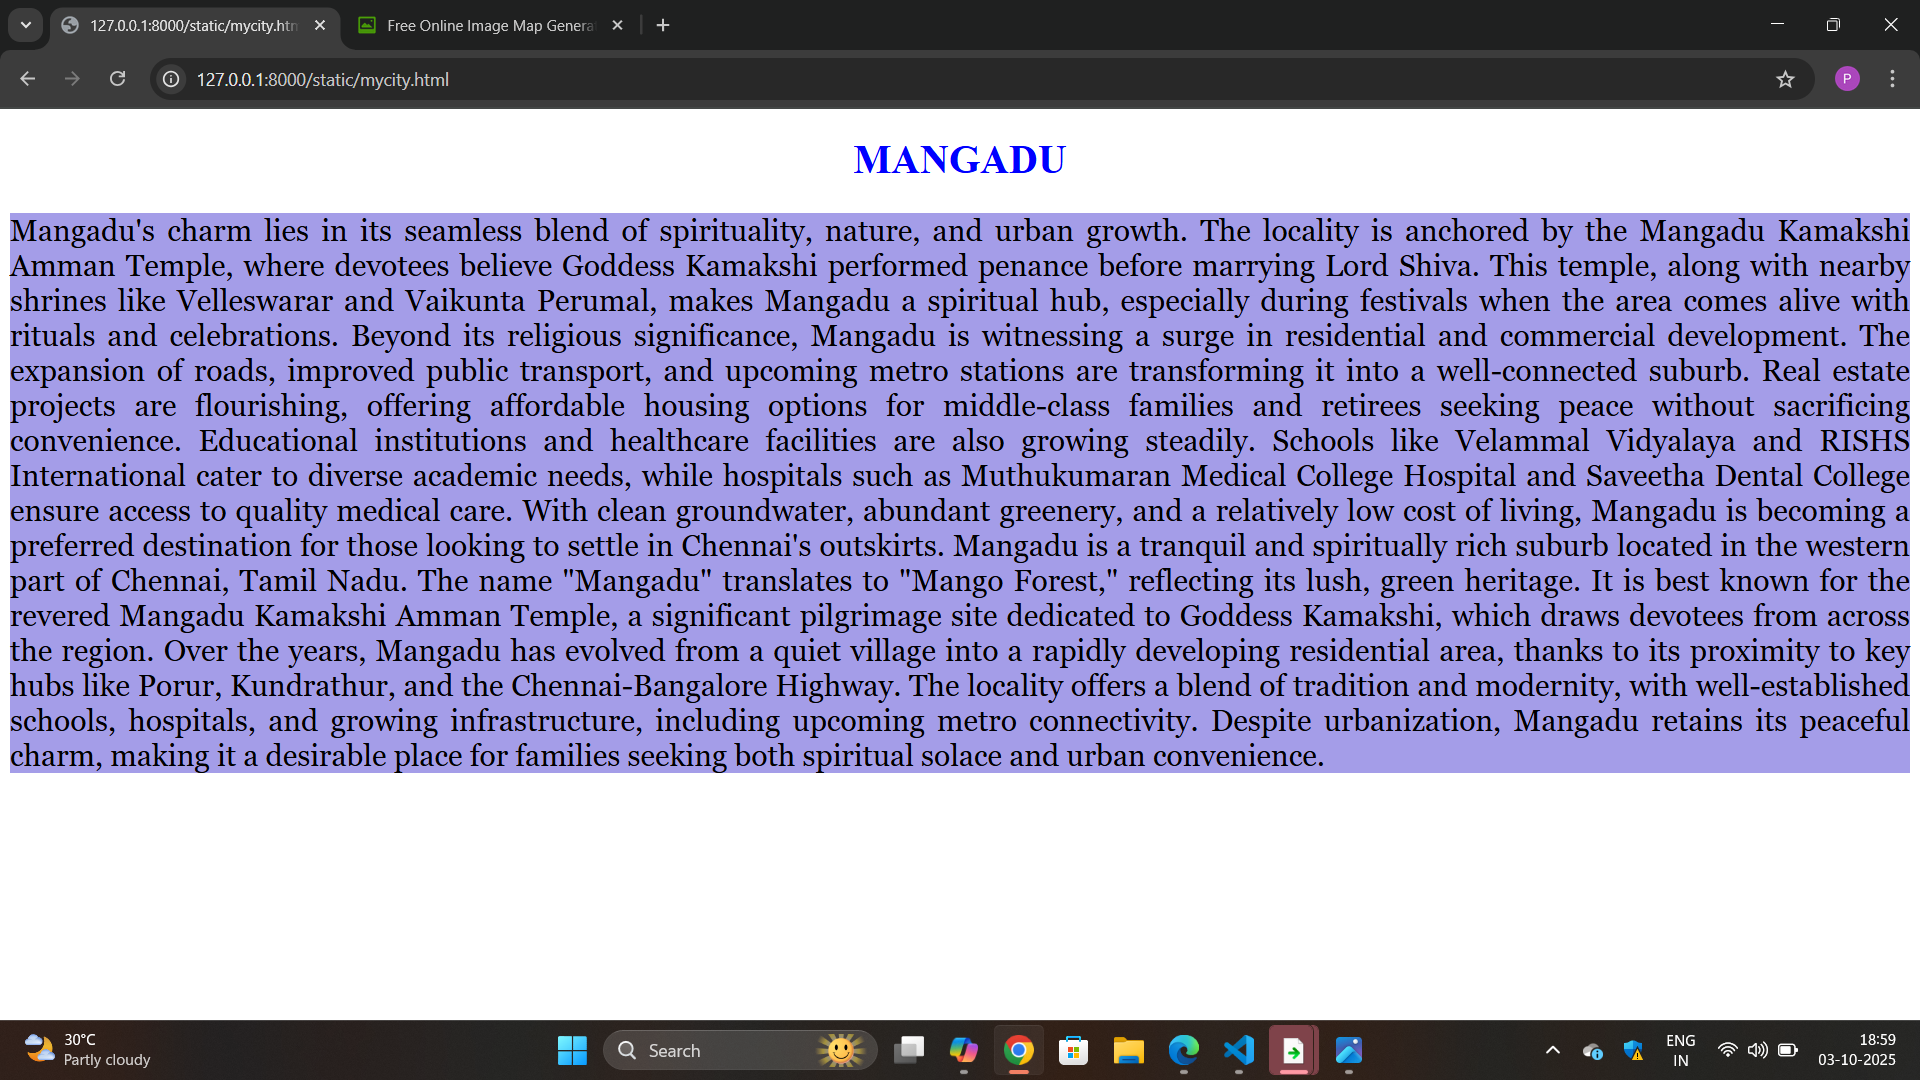 127.0.0.1:8000/static/mycity.htm
Free Online Image Map Genera
127.0.0.1:8000/static/mycity.html
P
MANGADU
Mangadu's charm lies in its seamless blend of spirituality, nature, and urban growth. The locality is anchored by the Mangadu Kamakshi
Amman Temple, where devotees believe Goddess Kamakshi performed penance before marrying Lord Shiva. This temple, along with nearby
shrines like Velleswarar and Vaikunta Perumal, makes Mangadu a spiritual hub, especially during festivals when the area comes alive with
rituals and celebrations. Beyond its religious significance, Mangadu is witnessing a surge in residential and commercial development. The
expansion of roads, improved public transport, and upcoming metro stations are transforming it into a well-connected suburb. Real estate
projects are flourishing, offering affordable housing options for middle-class families and retirees seeking peace without sacrificing
convenience. Educational institutions and healthcare facilities are also growing steadily. Schools like Velammal Vidyalaya and RISHS
International cater to diverse academic needs, while hospitals such as Muthukumaran Medical College Hospital and Saveetha Dental College
ensure access to quality medical care. With clean groundwater, abundant greenery, and a relatively low cost of living, Mangadu is becoming a
preferred destination for those looking to settle in Chennai's outskirts. Mangadu is a tranquil and spiritually rich suburb located in the western
part of Chennai, Tamil Nadu. The name "Mangadu" translates to "Mango Forest," reflecting its lush, green heritage. It is best known for the
revered Mangadu Kamakshi Amman Temple, a significant pilgrimage site dedicated to Goddess Kamakshi, which draws devotees from across
the region. Over the years, Mangadu has evolved from a quiet village into a rapidly developing residential area, thanks to its proximity to key
hubs like Porur, Kundrathur, and the Chennai-Bangalore Highway. The locality offers a blend of tradition and modernity, with well-established
schools, hospitals, and growing infrastructure, including upcoming metro connectivity. Despite urbanization, Mangadu retains its peaceful
charm, making it a desirable place for families seeking both spiritual solace and urban convenience.
30°C
Partly cloudy
Search
ENG
IN
18:59
03-10-2025